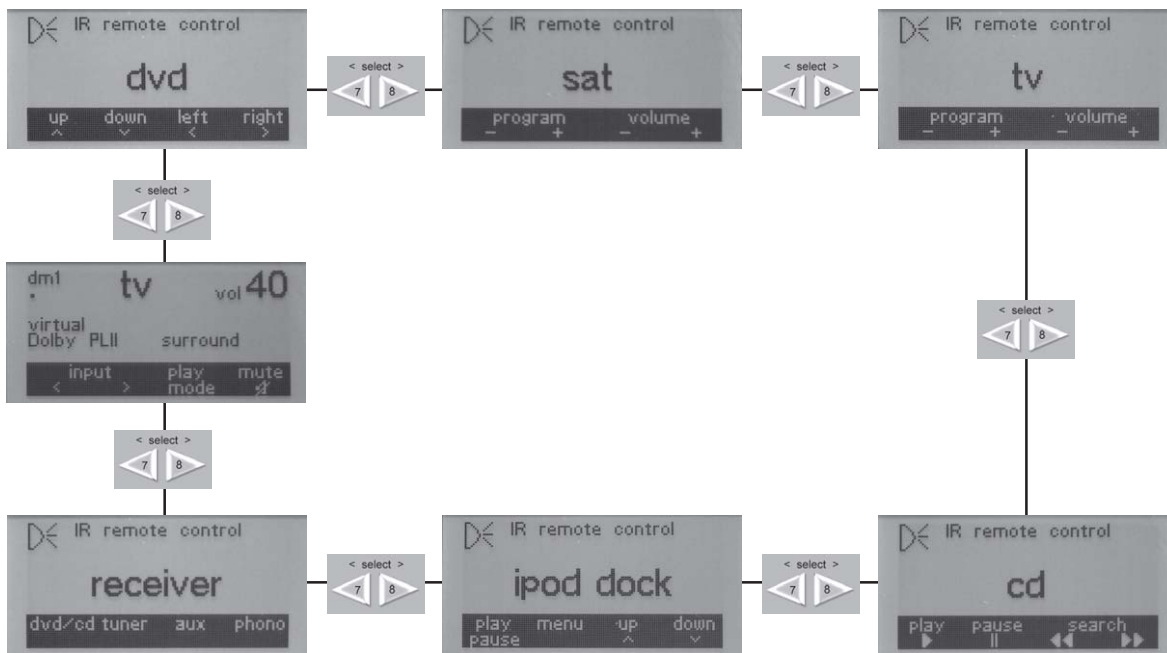 IR remote control
dvd
up down left right
^ ˅ < >
< select >
7 8
IR remote control
sat
program volume
− + − +
< select >
7 8
IR remote control
tv
program volume
− + − +
< select >
7 8
dm1
.
tv
vol 40
virtual
Dolby PLII surround
input play mute
< > mode
< select >
7 8
< select >
7 8
IR remote control
receiver
dvd/cd tuner aux phono
< select >
7 8
IR remote control
ipod dock
play menu up down
pause ^ ˅
< select >
7 8
IR remote control
cd
play pause search